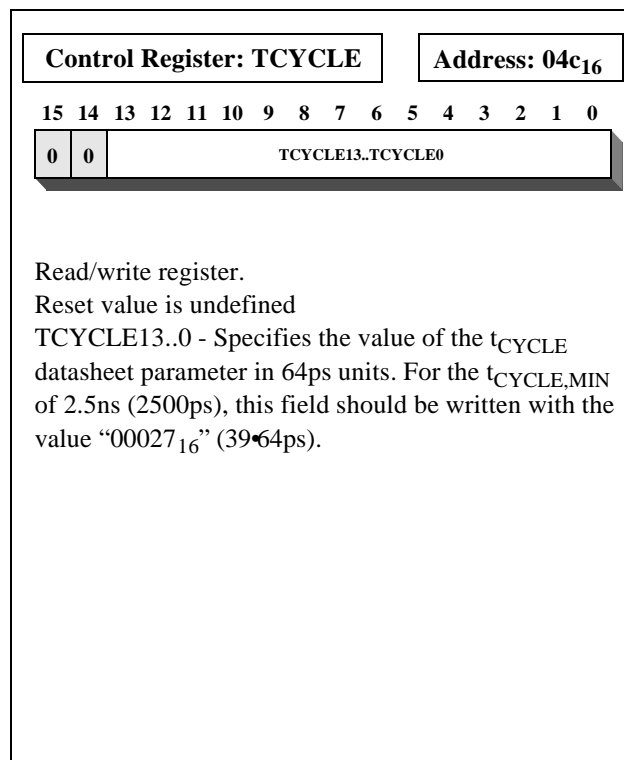 Control Register: TCYCLE
Address: 04c16
15 14 13 12 11 10 9 8 7 6 5 4 3 2 1 0
0 0 TCYCLE13..TCYCLE0
Read/write register.
Reset value is undefined
TCYCLE13..0 - Specifies the value of the tCYCLE
datasheet parameter in 64ps units. For the tCYCLE,MIN
of 2.5ns (2500ps), this field should be written with the
value “0002716” (39•64ps).